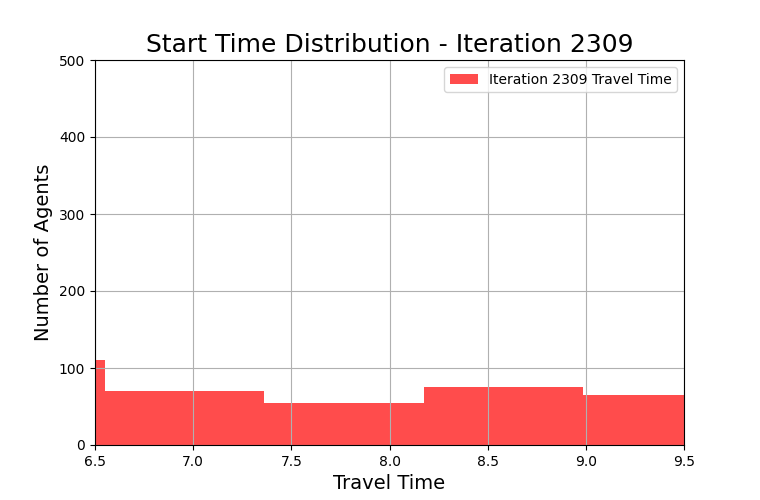 Start Time Distribution - Iteration 2309
Iteration 2309 Travel Time
Number of Agents
500
400
300
200
100
0
6.5 7.0 7.5 8.0 8.5 9.0 9.5
Travel Time